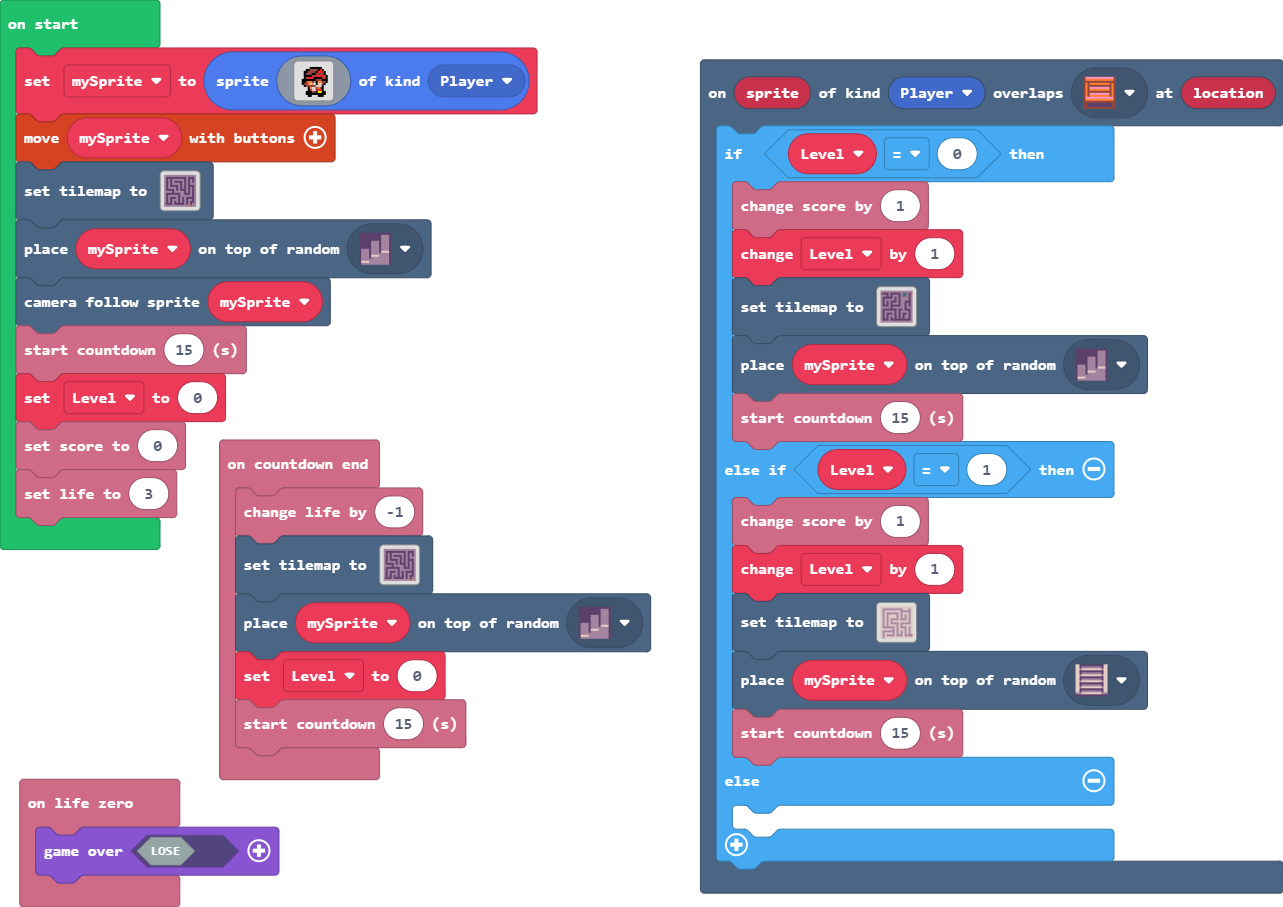 on start
set mySprite to sprite of kind Player
move mySprite with buttons
set tilemap to
place mySprite on top of random
camera follow sprite mySprite
start countdown 15 (s)
set Level to 0
set score to 0
set life to 3
on countdown end
change life by -1
set tilemap to
place mySprite on top of random
set Level to 0
start countdown 15 (s)
on life zero
game over LOSE
on sprite of kind Player overlaps at location
if Level = 0 then
change score by 1
change Level by 1
set tilemap to
place mySprite on top of random
start countdown 15 (s)
else if Level = 1 then
change score by 1
change Level by 1
set tilemap to
place mySprite on top of random
start countdown 15 (s)
else